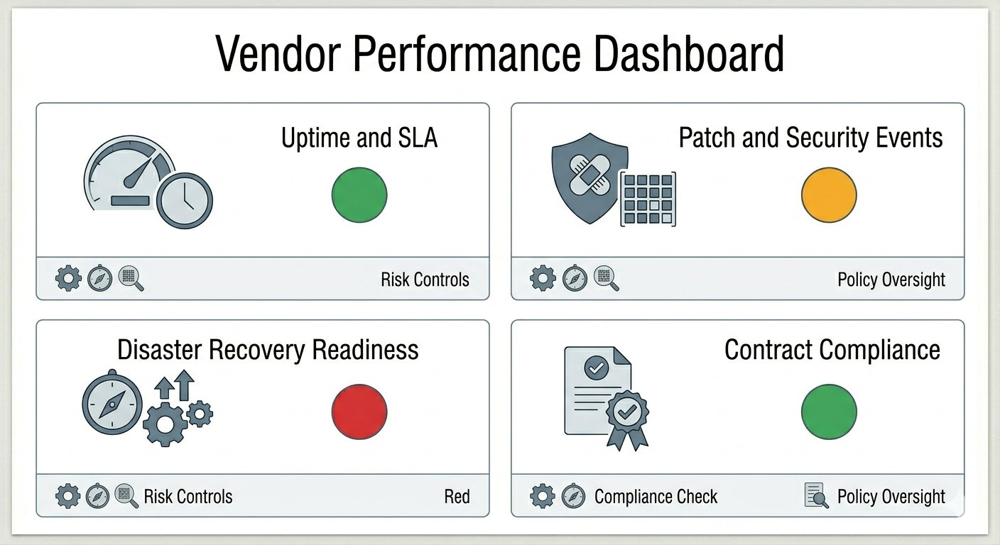 Vendor Performance Dashboard
Uptime and SLA
Risk Controls
Patch and Security Events
Policy Oversight
Disaster Recovery Readiness
Risk Controls
Red
Contract Compliance
Compliance Check
Policy Oversight